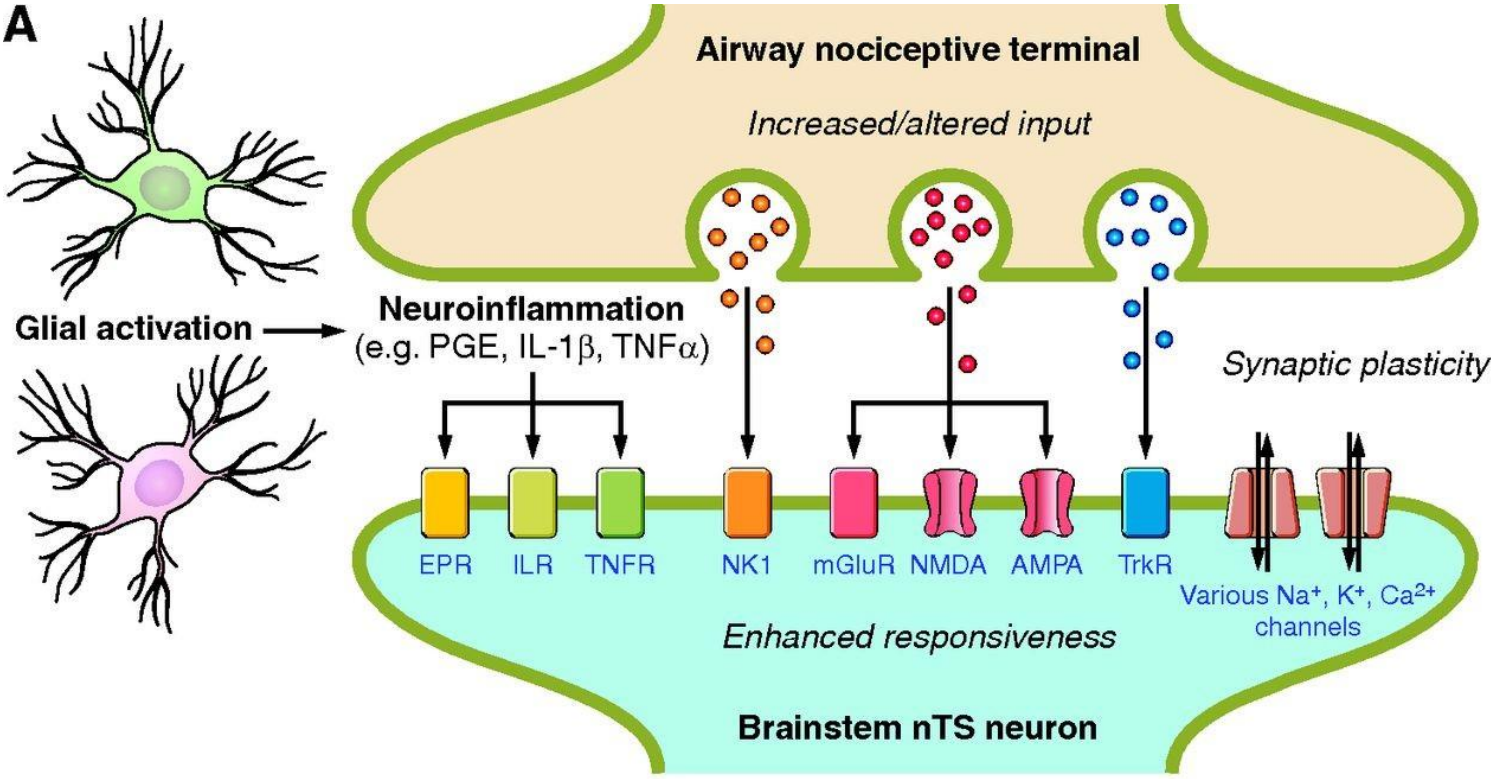 A
Airway nociceptive terminal
Increased/altered input
Glial activation
Neuroinflammation
(e.g. PGE, IL-1β, TNFα)
Synaptic plasticity
EPR
ILR
TNFR
NK1
mGluR
NMDA
AMPA
TrkR
Various Na⁺, K⁺, Ca²⁺
channels
Enhanced responsiveness
Brainstem nTS neuron